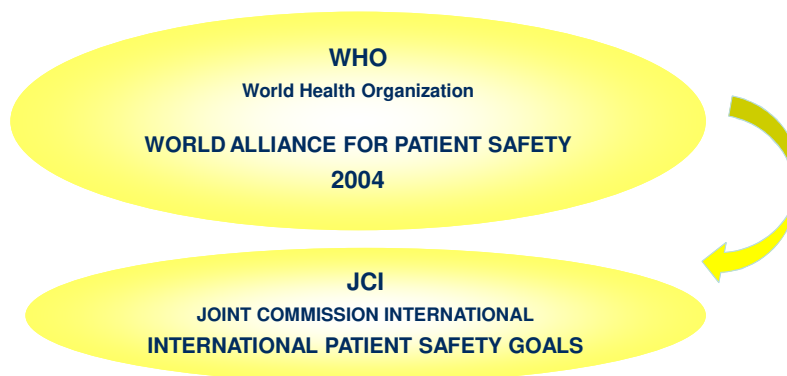 WHO
World Health Organization
WORLD ALLIANCE FOR PATIENT SAFETY
2004
JCI
JOINT COMMISSION INTERNATIONAL
INTERNATIONAL PATIENT SAFETY GOALS